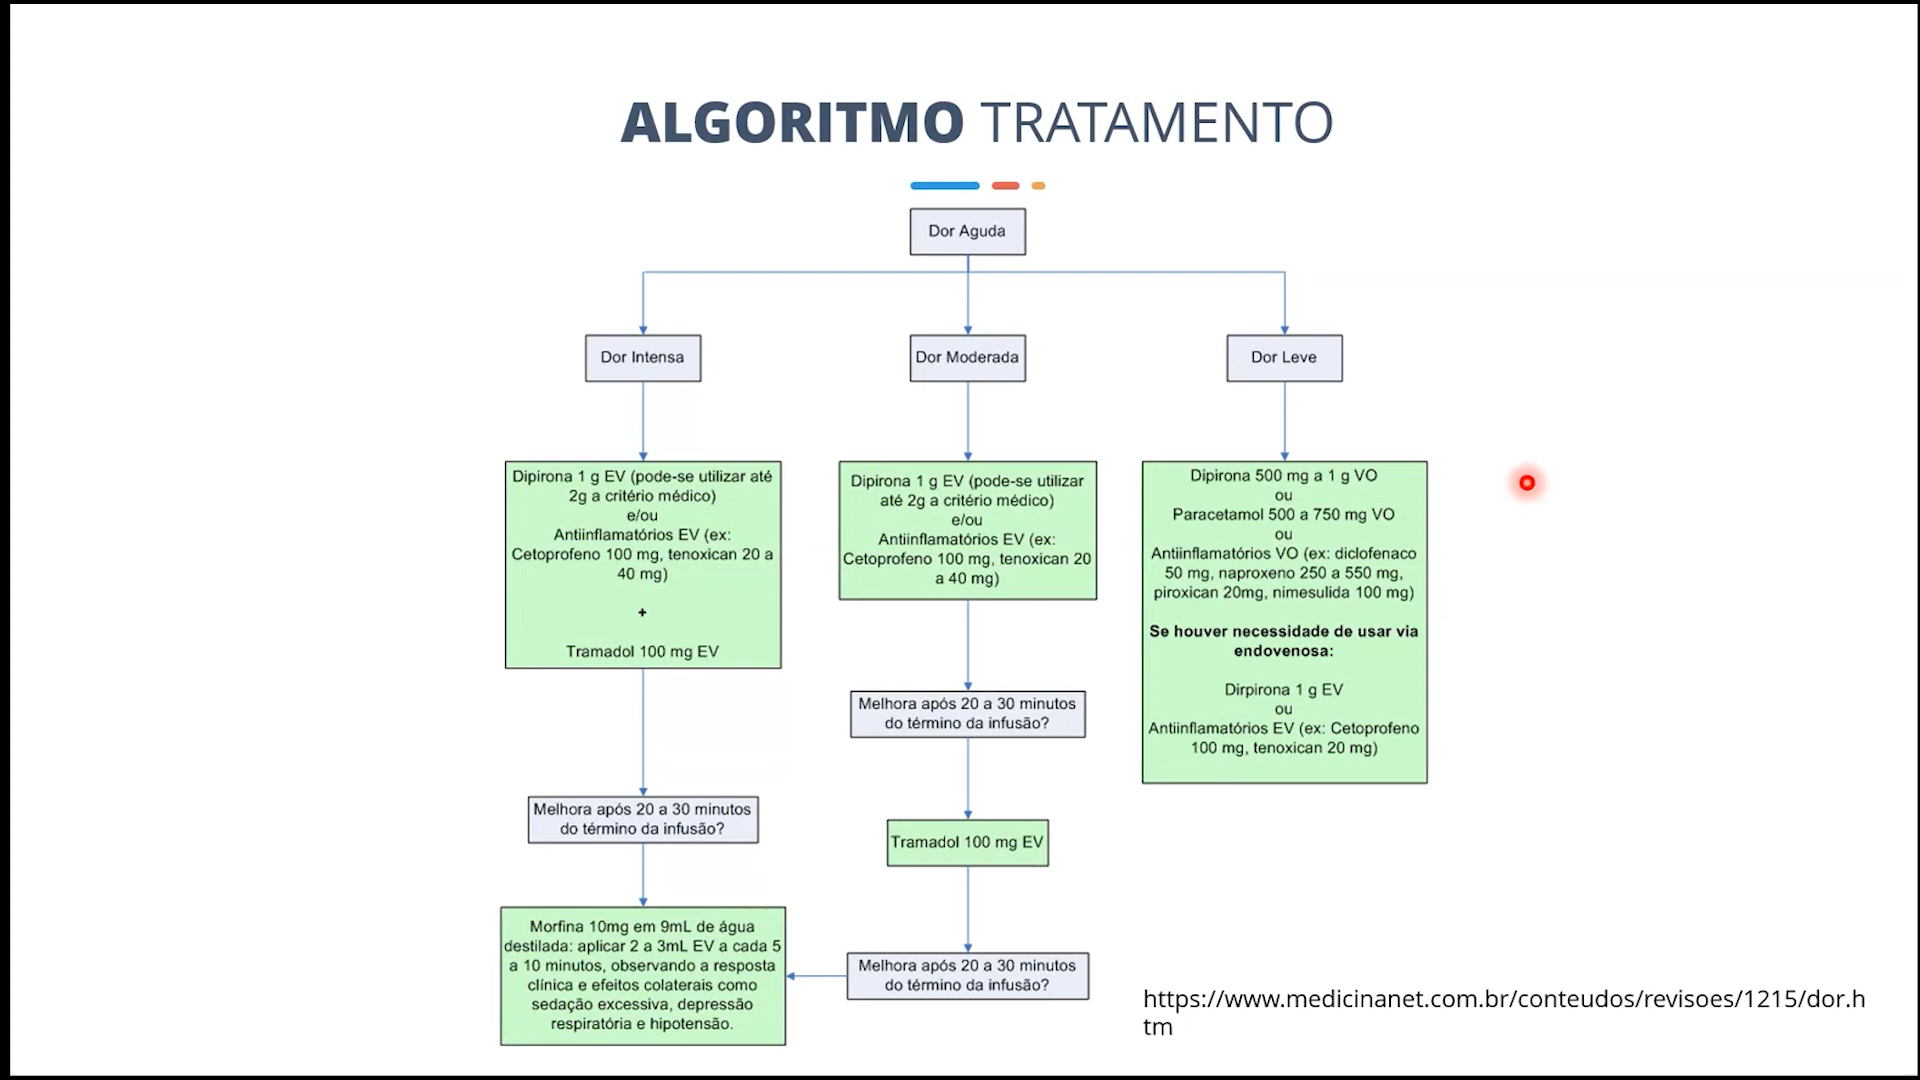 ALGORITMO TRATAMENTO
Dor Aguda
Dor Intensa
Dor Moderada
Dor Leve
Dipirona 1 g EV (pode-se utilizar até
2g a critério médico)
e/ou
Antiinflamatórios EV (ex:
Cetoprofeno 100 mg, tenoxican 20 a
40 mg)
+
Tramadol 100 mg EV
Melhora após 20 a 30 minutos
do término da infusão?
Morfina 10mg em 9mL de água
destilada: aplicar 2 a 3mL EV a cada 5
a 10 minutos, observando a resposta
clínica e efeitos colaterais como
sedação excessiva, depressão
respiratória e hipotensão.
Dipirona 1 g EV (pode-se utilizar
até 2g a critério médico)
e/ou
Antiinflamatórios EV (ex:
Cetoprofeno 100 mg, tenoxican 20
a 40 mg)
Melhora após 20 a 30 minutos
do término da infusão?
Tramadol 100 mg EV
Melhora após 20 a 30 minutos
do término da infusão?
Dipirona 500 mg a 1 g VO
ou
Paracetamol 500 a 750 mg VO
ou
Antiinflamatórios VO (ex: diclofenaco
50 mg, naproxeno 250 a 550 mg,
piroxican 20mg, nimesulida 100 mg)
Se houver necessidade de usar via
endovenosa:
Dirpirona 1 g EV
ou
Antiinflamatórios EV (ex: Cetoprofeno
100 mg, tenoxican 20 mg)
https://www.medicinanet.com.br/conteudos/revisoes/1215/dor.h
tm